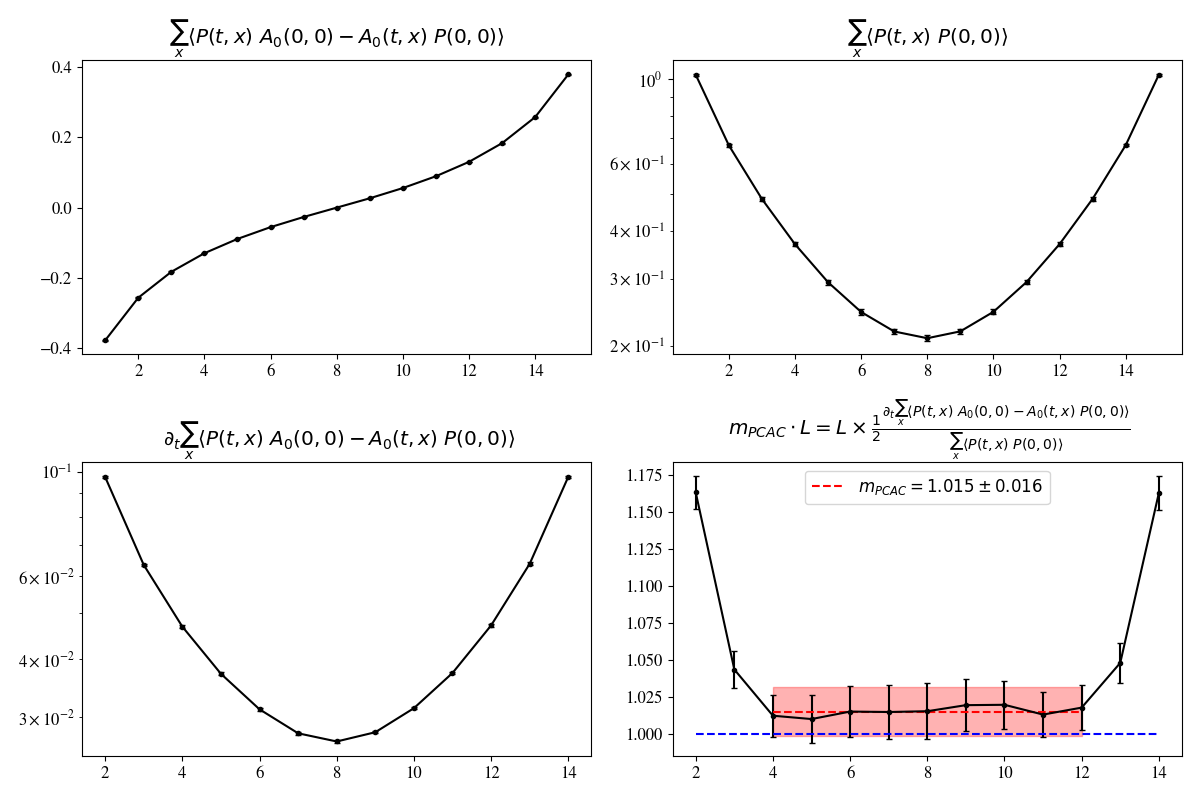 ∑ₓ⟨P(t, x) A₀(0, 0) − A₀(t, x) P(0, 0)⟩
0.4
0.2
0.0
−0.2
−0.4
2 4 6 8 10 12 14
∑ₓ⟨P(t, x) P(0, 0)⟩
10⁰
6 × 10⁻¹
4 × 10⁻¹
3 × 10⁻¹
2 × 10⁻¹
2 4 6 8 10 12 14
∂ₜ∑ₓ⟨P(t, x) A₀(0, 0) − A₀(t, x) P(0, 0)⟩
10⁻¹
6 × 10⁻²
4 × 10⁻²
3 × 10⁻²
2 4 6 8 10 12 14
m_PCAC · L = L × 1/2 ∂ₜ∑ₓ⟨P(t, x) A₀(0, 0) − A₀(t, x) P(0, 0)⟩ / ∑ₓ⟨P(t, x) P(0, 0)⟩
m_PCAC = 1.015 ± 0.016
1.175
1.150
1.125
1.100
1.075
1.050
1.025
1.000
2 4 6 8 10 12 14